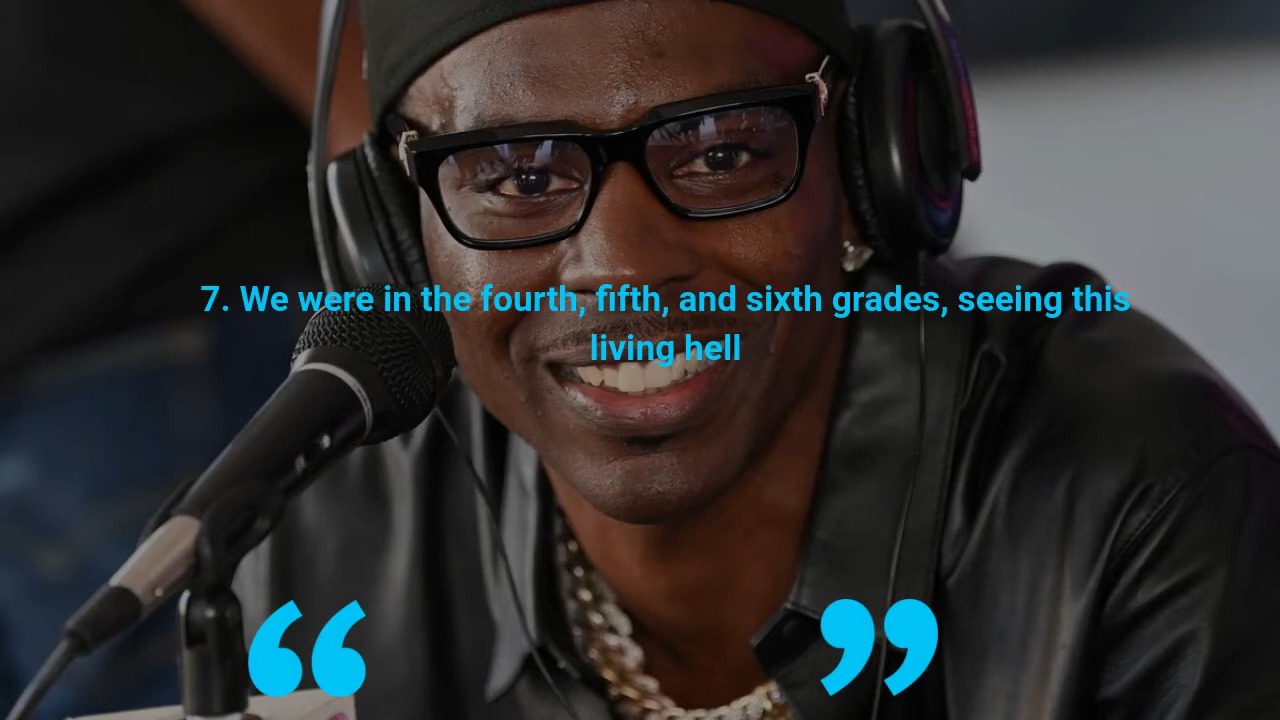 7. We were in the fourth, fifth, and sixth grades, seeing this
living hell
“ ”